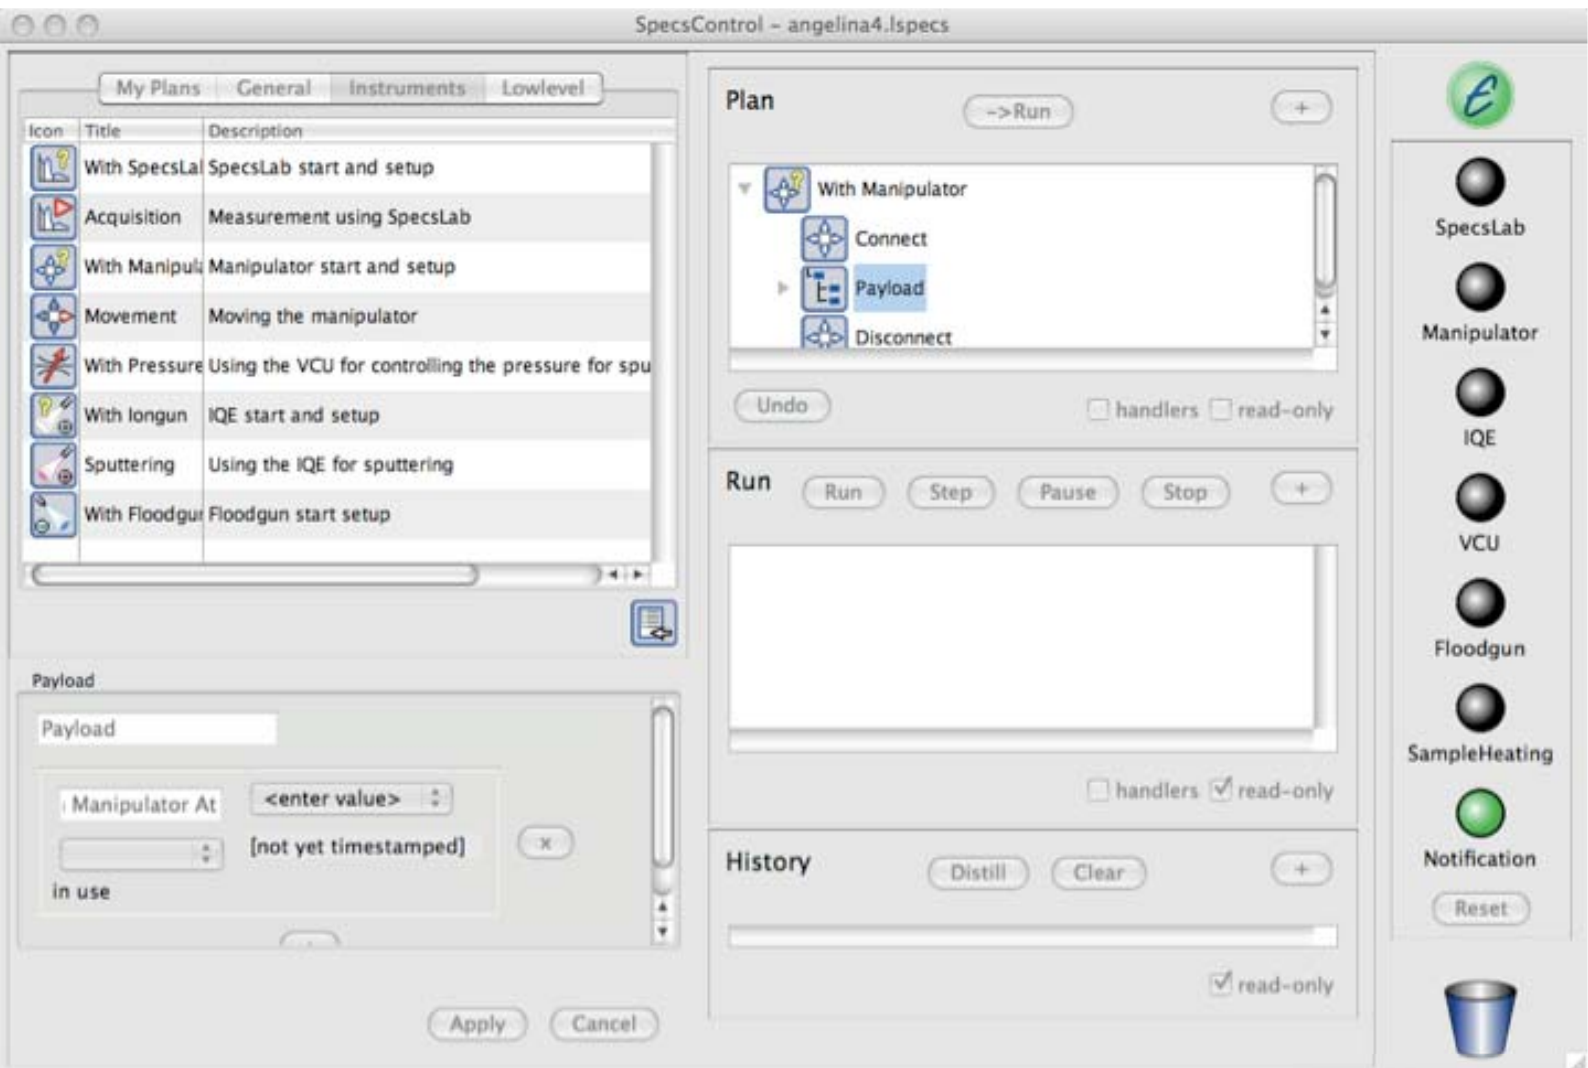 SpecsControl – angelina4.lspecs
My Plans General Instruments Lowlevel
Icon Title Description
With SpecsLal SpecsLab start and setup
Acquisition Measurement using SpecsLab
With Manipula Manipulator start and setup
Movement Moving the manipulator
With Pressure Using the VCU for controlling the pressure for spu
With Iongun IQE start and setup
Sputtering Using the IQE for sputtering
With Floodgun Floodgun start setup
Payload
Payload
Manipulator At <enter value>
[not yet timestamped] x
in use
Apply Cancel
Plan ->Run +
With Manipulator
Connect
Payload
Disconnect
Undo handlers read-only
Run Run Step Pause Stop +
handlers read-only
History Distill Clear +
read-only
E
SpecsLab
Manipulator
IQE
VCU
Floodgun
SampleHeating
Notification
Reset